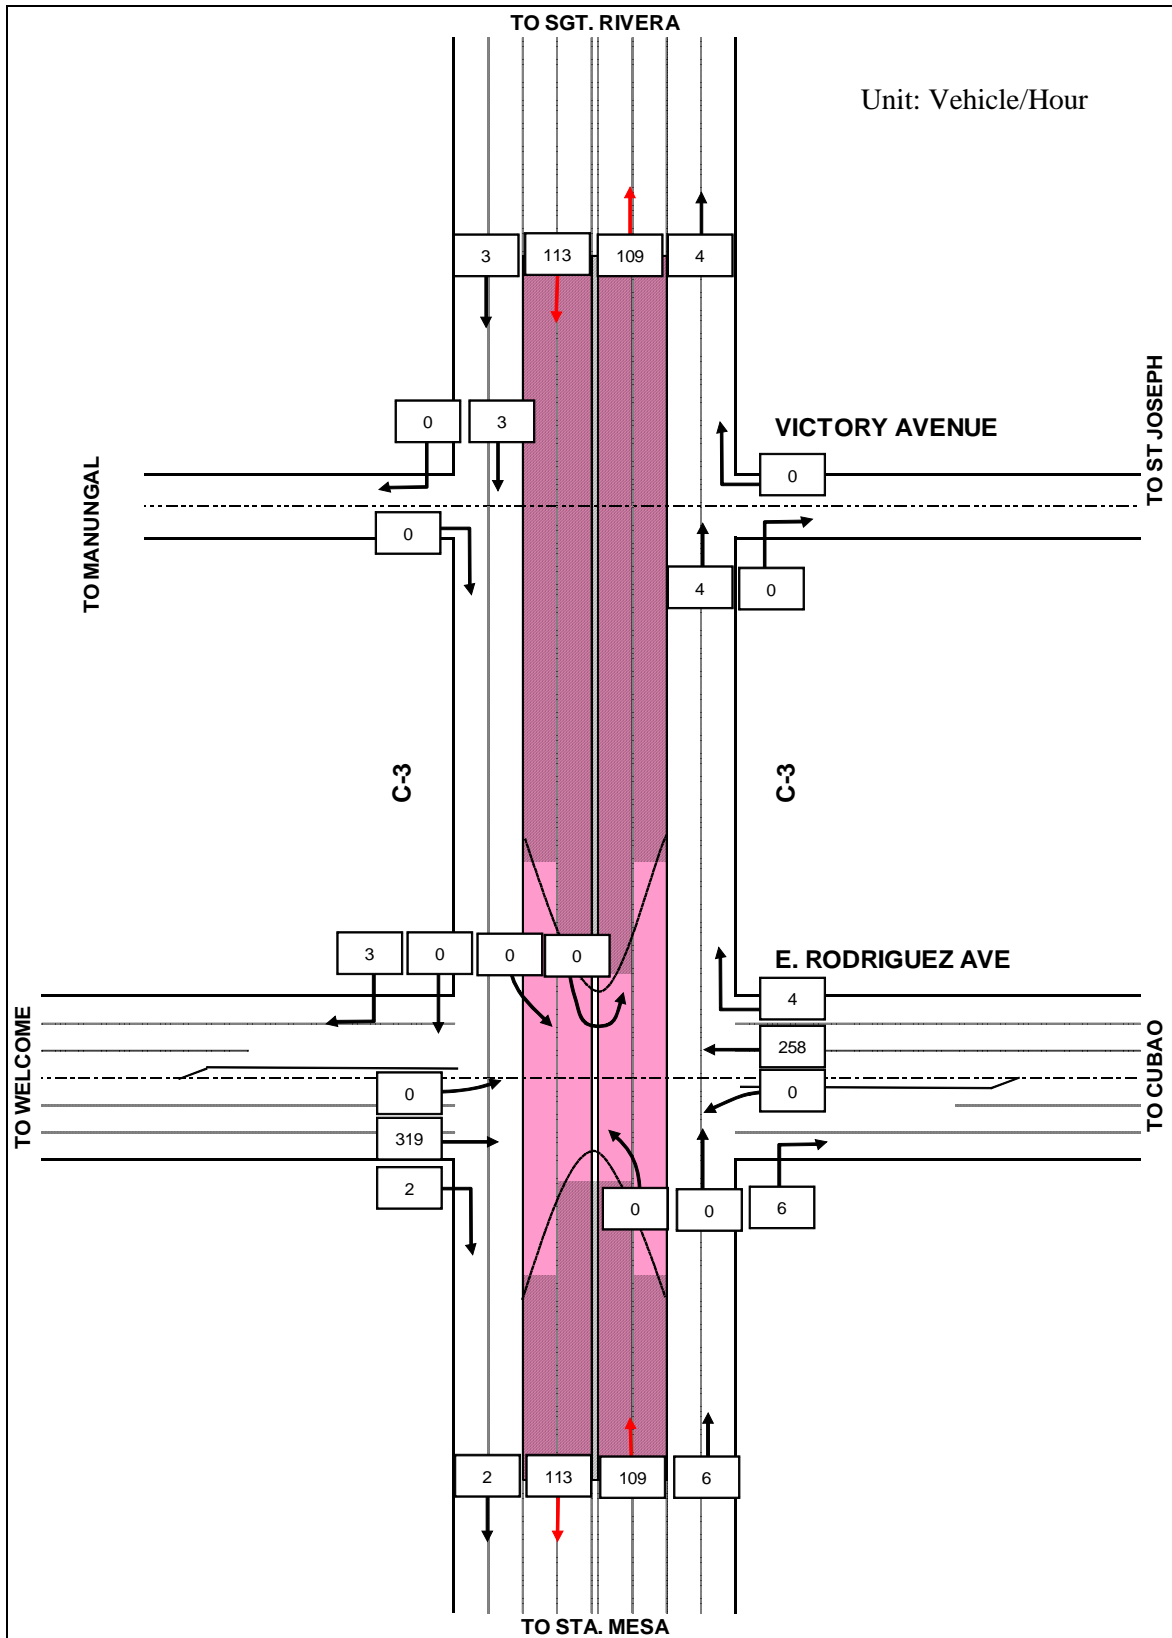 TO SGT. RIVERA
Unit: Vehicle/Hour
3 113 109 4
0 3
VICTORY AVENUE
0
TO MANUNGAL
TO ST JOSEPH
0
4 0
C-3
C-3
3 0 0 0
E. RODRIGUEZ AVE
4
258
0
TO WELCOME
TO CUBAO
0
319
2
0 0 6
2 113 109 6
TO STA. MESA